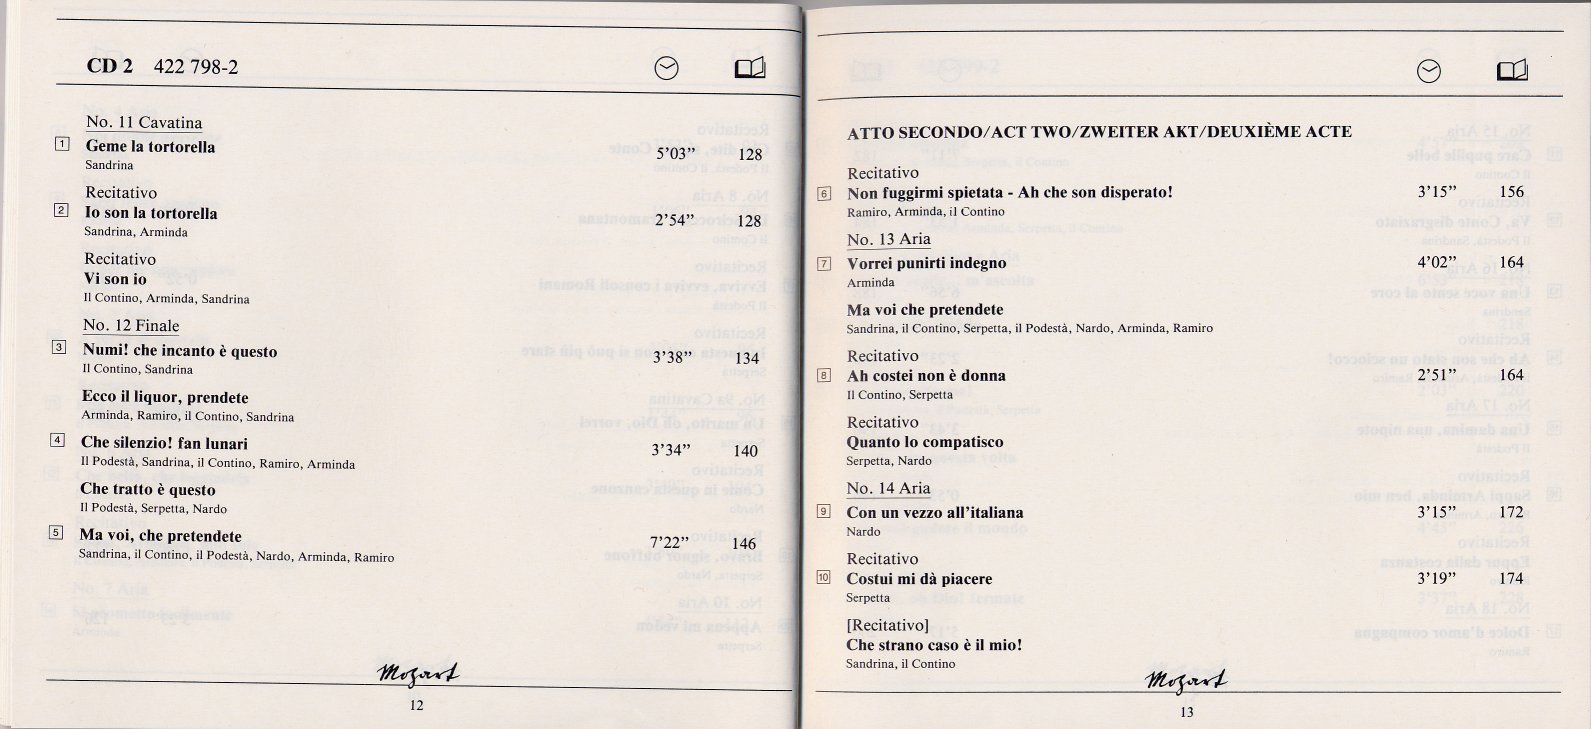 CD 2 422 798-2
No. 11 Cavatina
1 Geme la tortorella 5’03” 128
Sandrina
Recitativo
2 Io son la tortorella 2’54” 128
Sandrina, Arminda
Recitativo
Vi son io
Il Contino, Arminda, Sandrina
No. 12 Finale
3 Numi! che incanto è questo 3’38” 134
Il Contino, Sandrina
Ecco il liquor, prendete
Arminda, Ramiro, il Contino, Sandrina
4 Che silenzio! fan lunari 3’34” 140
Il Podestà, Sandrina, il Contino, Ramiro, Arminda
Che tratto è questo
Il Podestà, Serpetta, Nardo
5 Ma voi, che pretendete 7’22” 146
Sandrina, il Contino, il Podestà, Nardo, Arminda, Ramiro
Mozart
12
ATTO SECONDO/ACT TWO/ZWEITER AKT/DEUXIÈME ACTE
Recitativo
6 Non fuggirmi spietata - Ah che son disperato! 3’15” 156
Ramiro, Arminda, il Contino
No. 13 Aria
7 Vorrei punirti indegno 4’02” 164
Arminda
Ma voi che pretendete
Sandrina, il Contino, Serpetta, il Podestà, Nardo, Arminda, Ramiro
Recitativo
8 Ah costei non è donna 2’51” 164
Il Contino, Serpetta
Recitativo
Quanto lo compatisco
Serpetta, Nardo
No. 14 Aria
9 Con un vezzo all’italiana 3’15” 172
Nardo
Recitativo
10 Costui mi dà piacere 3’19” 174
Serpetta
[Recitativo]
Che strano caso è il mio!
Sandrina, il Contino
Mozart
13